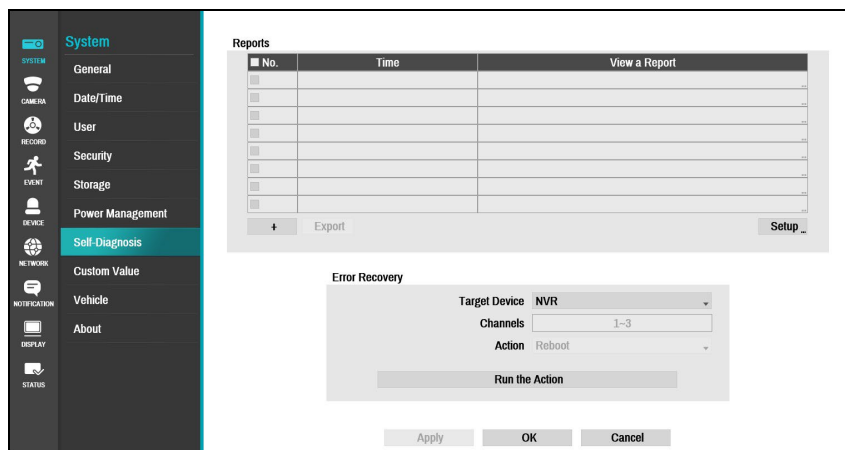 SYSTEM
CAMERA
RECORD
EVENT
DEVICE
NETWORK
NOTIFICATION
DISPLAY
STATUS
System
General
Date/Time
User
Security
Storage
Power Management
Self-Diagnosis
Custom Value
Vehicle
About
Reports
No. Time View a Report
...
...
...
...
...
...
...
+ Export Setup ...
Error Recovery
Target Device NVR
Channels 1~3
Action Reboot
Run the Action
Apply OK Cancel